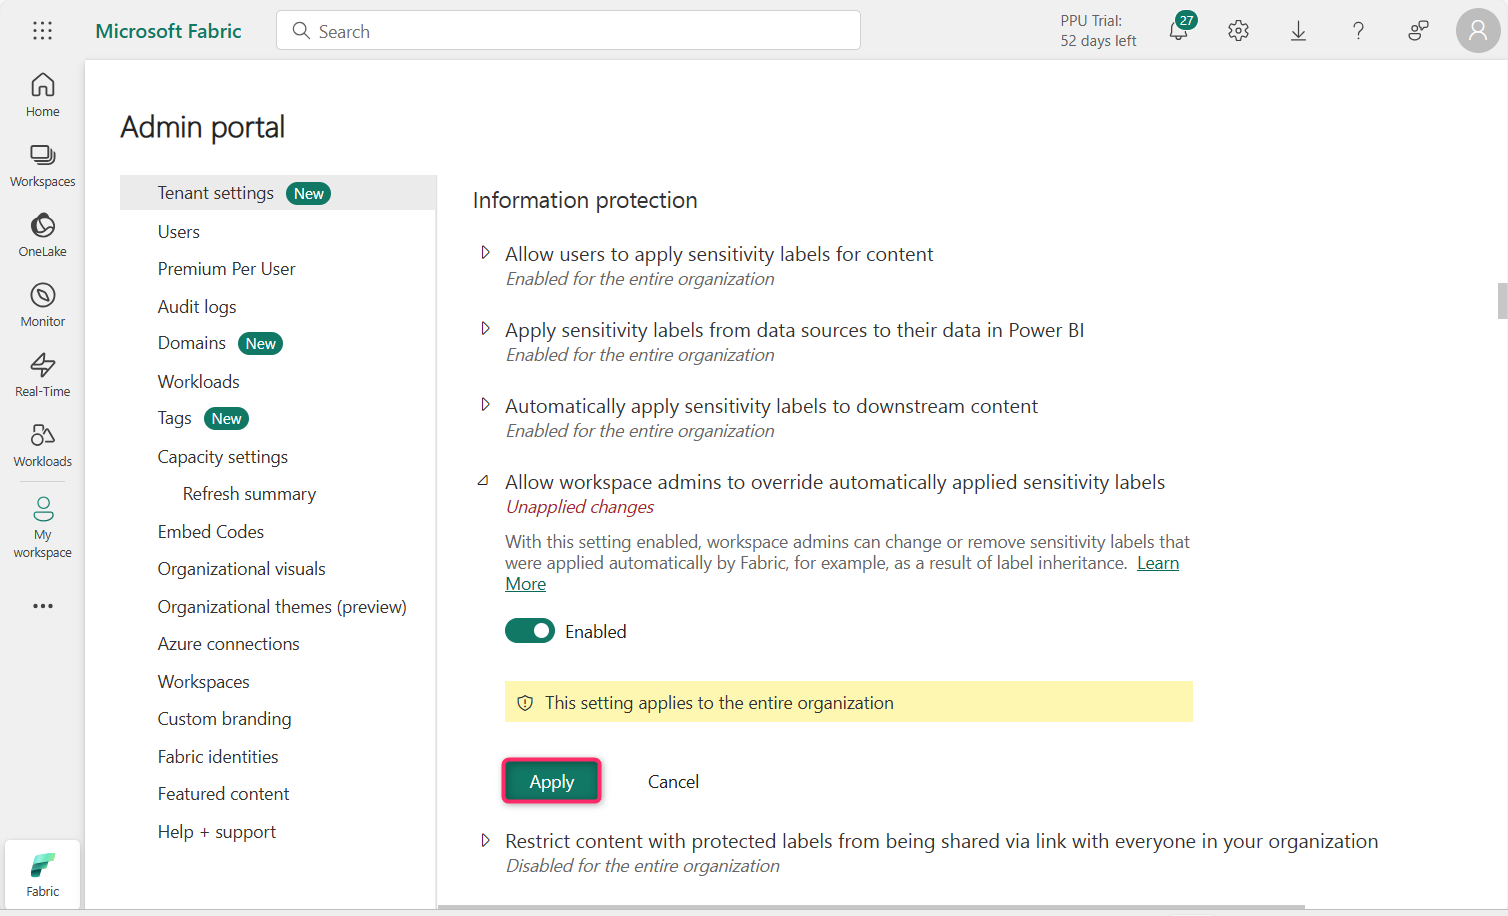 Microsoft Fabric
Search
PPU Trial:
52 days left
27
Home
Workspaces
OneLake
Monitor
Real-Time
Workloads
My
workspace
Fabric
Admin portal
Tenant settings New
Users
Premium Per User
Audit logs
Domains New
Workloads
Tags New
Capacity settings
Refresh summary
Embed Codes
Organizational visuals
Organizational themes (preview)
Azure connections
Workspaces
Custom branding
Fabric identities
Featured content
Help + support
Information protection
Allow users to apply sensitivity labels for content
Enabled for the entire organization
Apply sensitivity labels from data sources to their data in Power BI
Enabled for the entire organization
Automatically apply sensitivity labels to downstream content
Enabled for the entire organization
Allow workspace admins to override automatically applied sensitivity labels
Unapplied changes
With this setting enabled, workspace admins can change or remove sensitivity labels that
were applied automatically by Fabric, for example, as a result of label inheritance. Learn
More
Enabled
This setting applies to the entire organization
Apply
Cancel
Restrict content with protected labels from being shared via link with everyone in your organization
Disabled for the entire organization